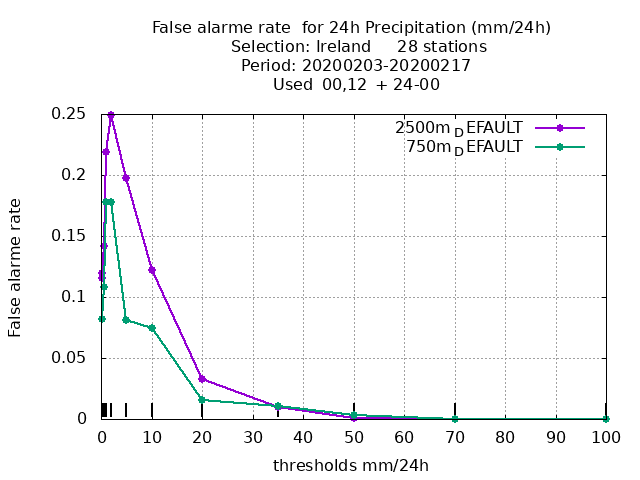 False alarme rate  for 24h Precipitation (mm/24h)
Selection: Ireland     28 stations
Period: 20200203-20200217
Used  00,12  + 24-00
2500m_DEFAULT
750m_DEFAULT
0.25
0.2
0.15
0.1
0.05
0
False alarme rate
0 10 20 30 40 50 60 70 80 90 100
thresholds mm/24h